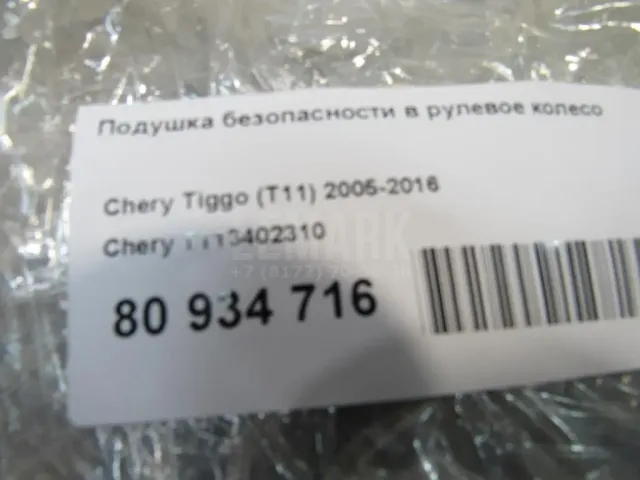 Подушка безопасности в рулевое колесо
Chery Tiggo (T11) 2005-2016
Chery T113402310
80 934 716